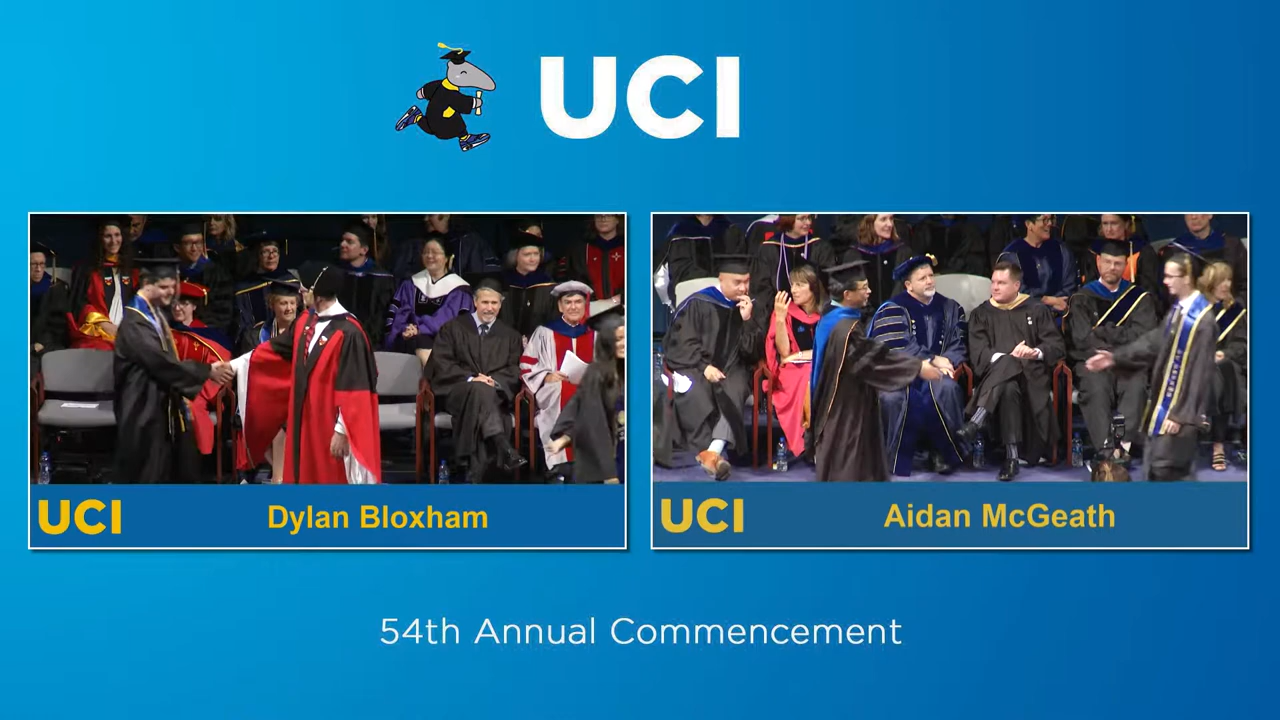 UCI
UCI
Dylan Bloxham
UCI
Aidan McGeath
54th Annual Commencement